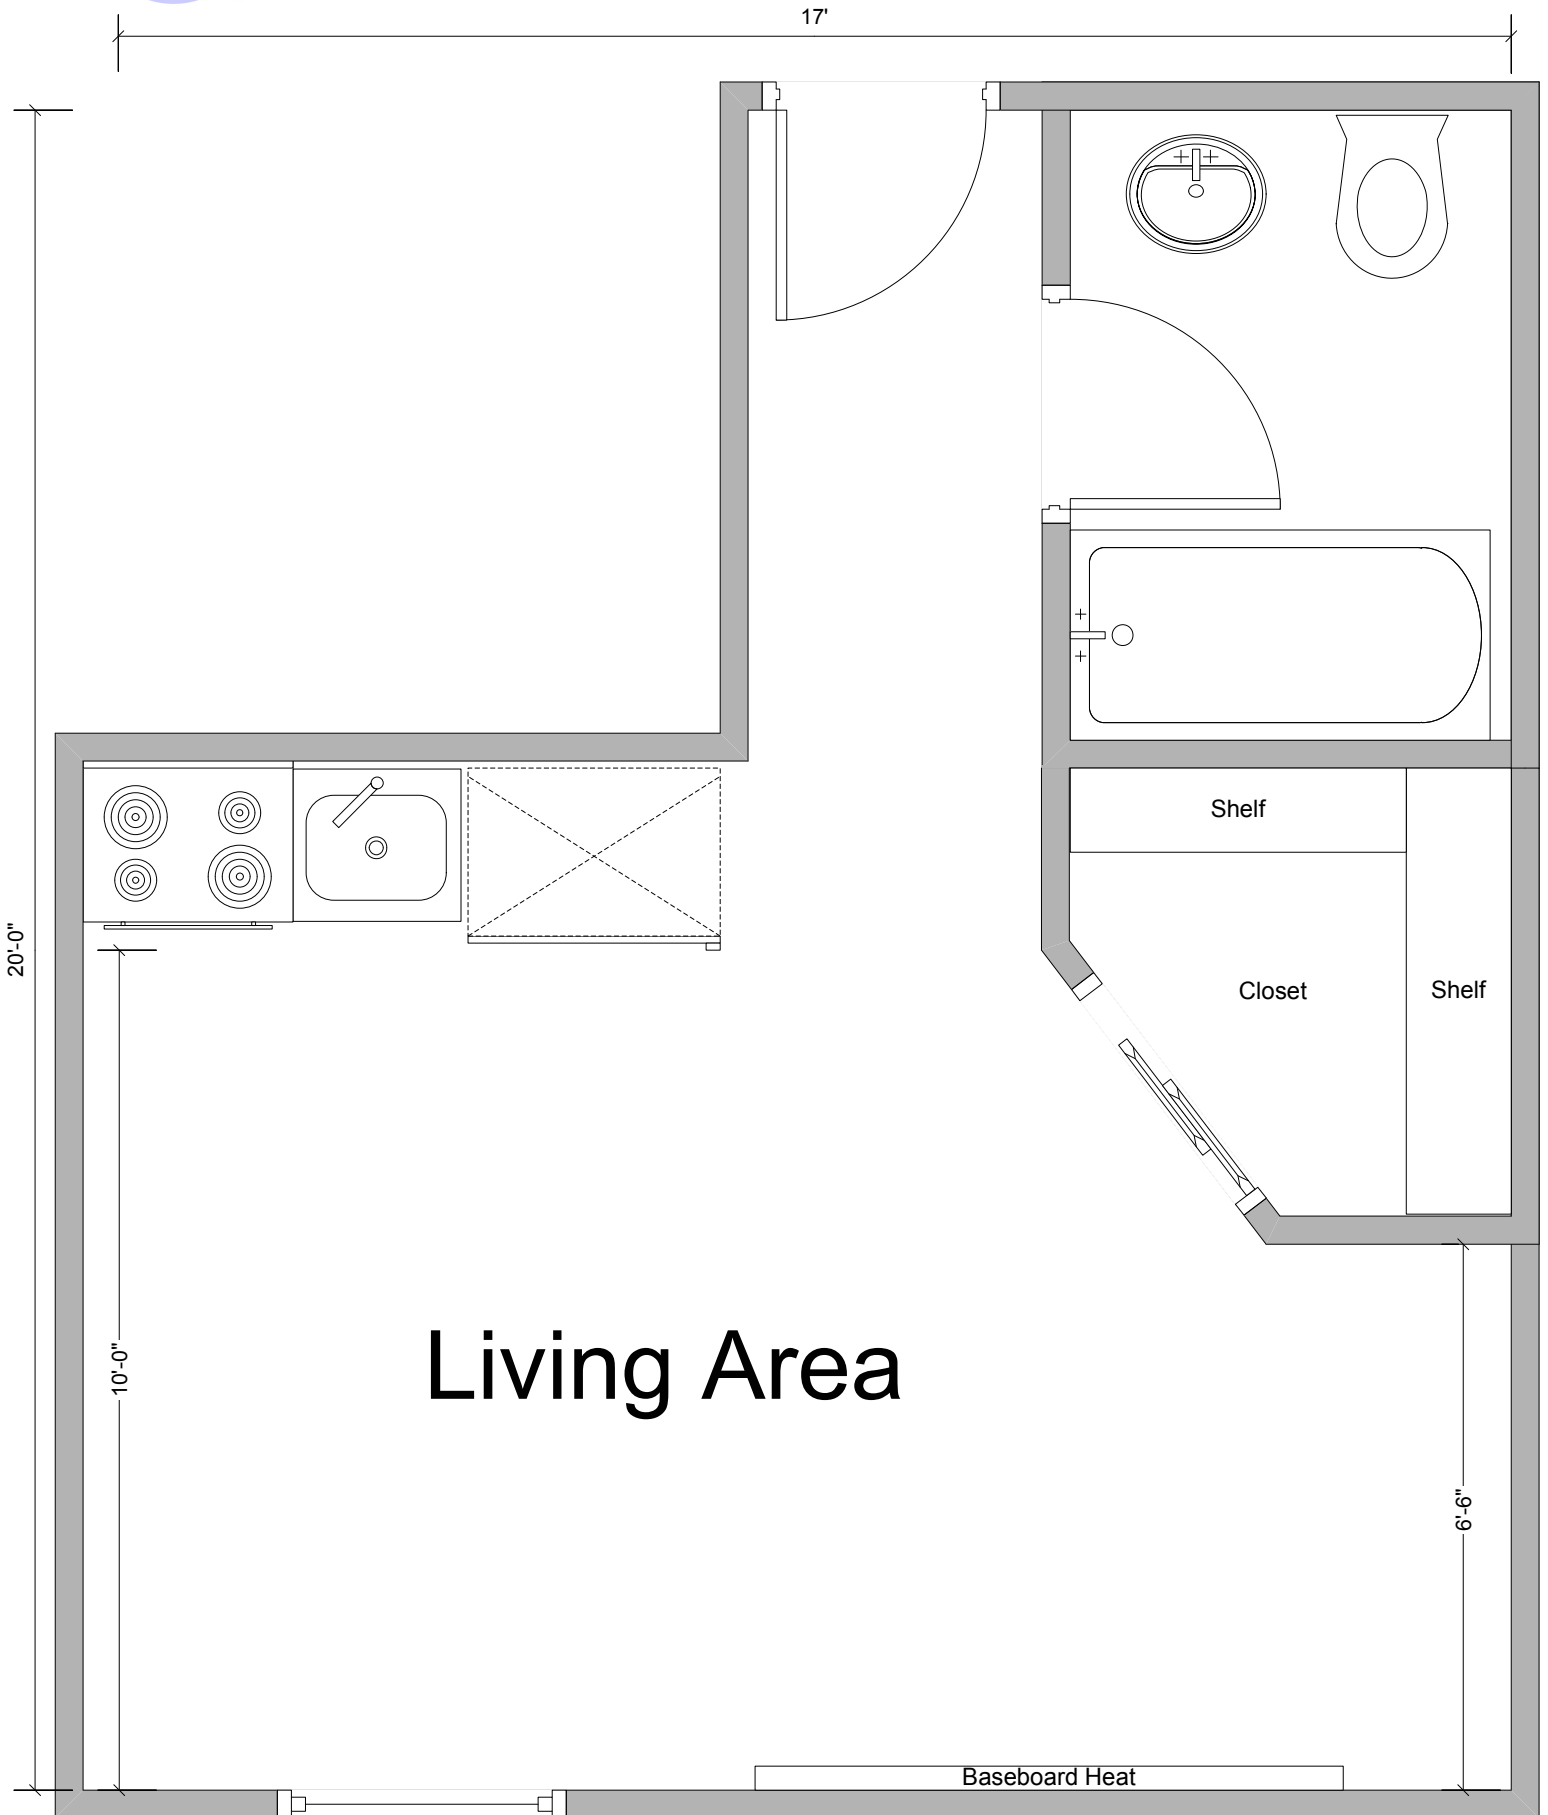 17'
Shelf
Closet
Shelf
20'-0"
10'-0"
Living Area
6'-6"
Baseboard Heat